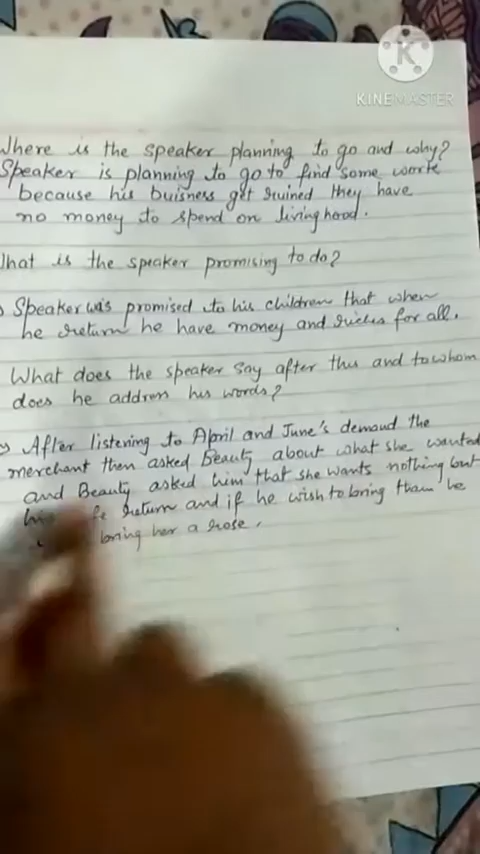 KINEMASTER
Where is the speaker planning to go and why?
Speaker is planning to go to find some work
because his buisness get ruined they have
no money to spend on livinghood.
What is the speaker promising to do?
Speaker was promised to his children that when
he return he have money and riches for all.
What does the speaker say after this and to whom
does he address his words?
After listening to April and June's demand the
merchant then asked Beauty about what she wanted
and Beauty asked him that she wants nothing but
return and if he wish to bring than he
bring her a rose.